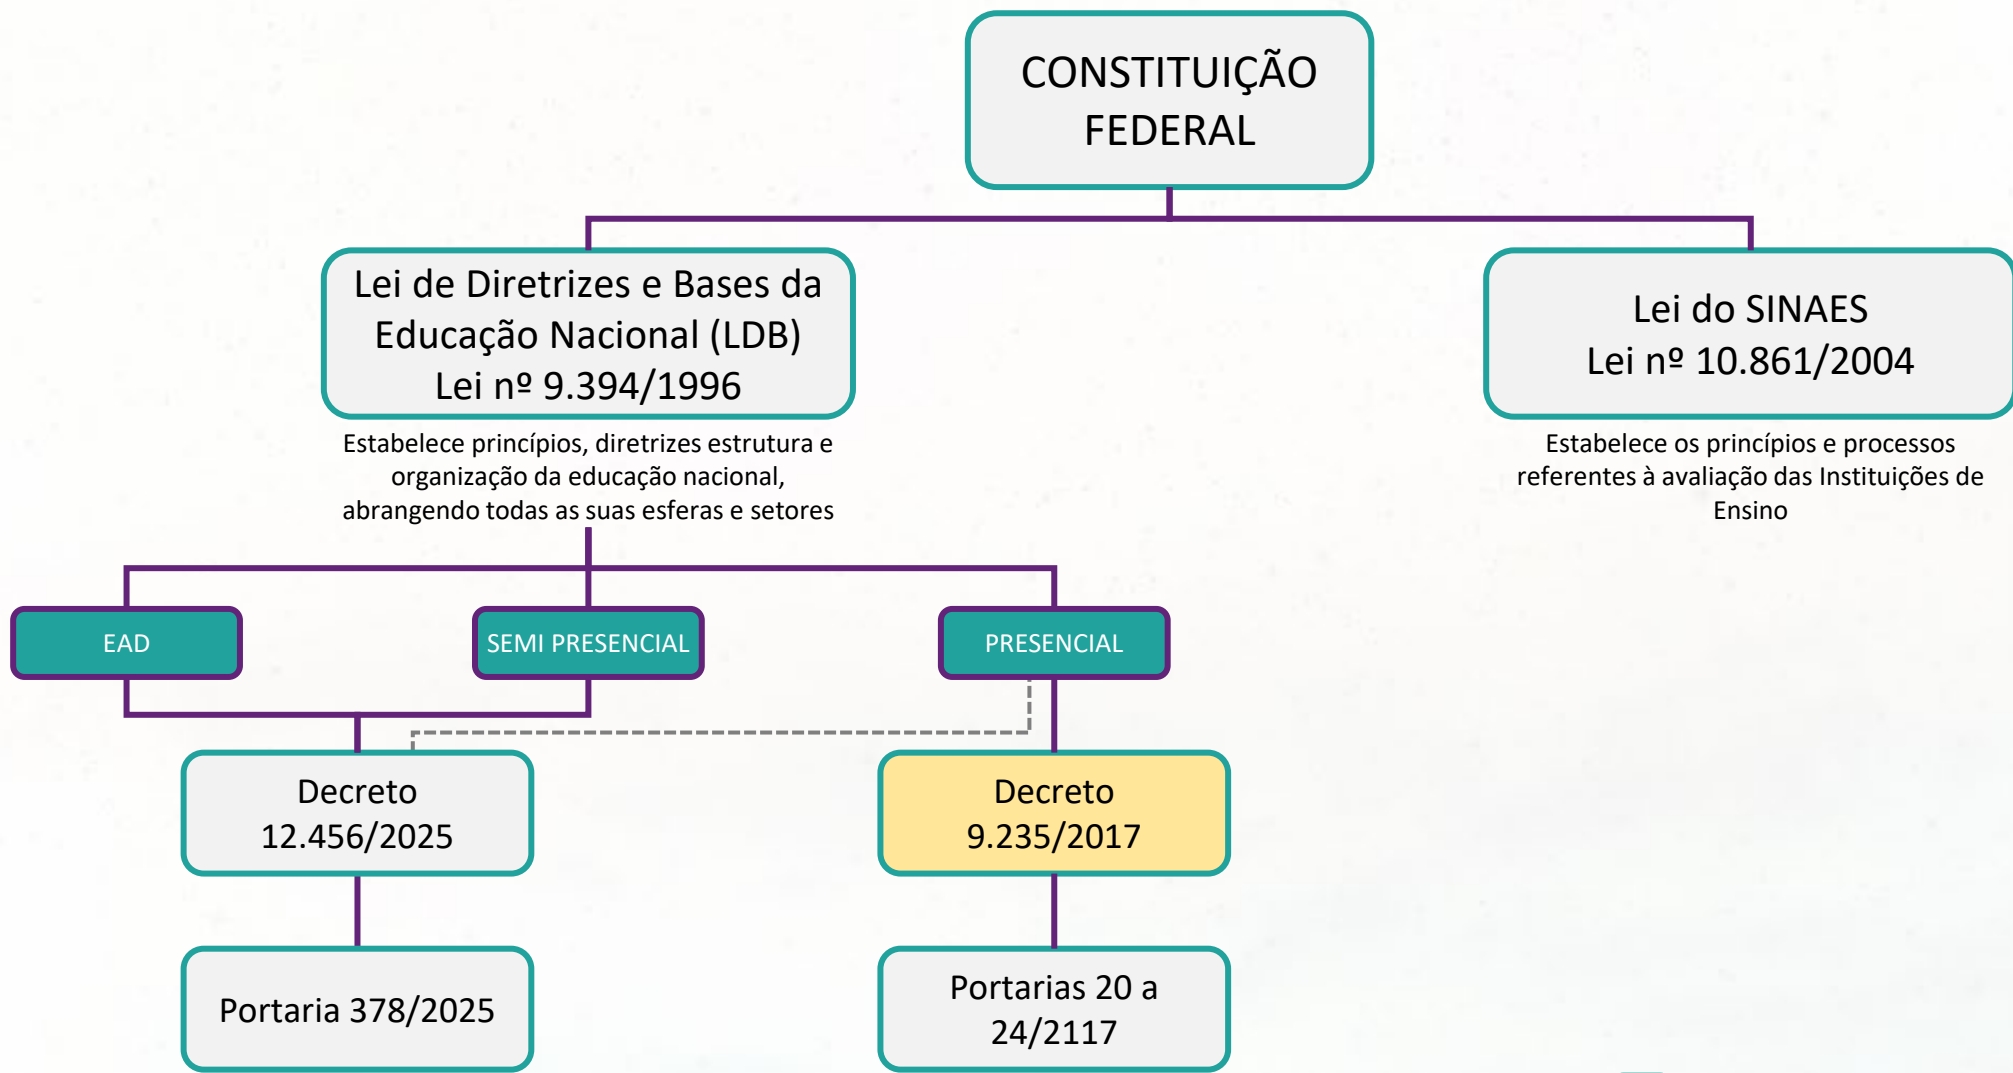 CONSTITUIÇÃO
FEDERAL
Lei de Diretrizes e Bases da
Educação Nacional (LDB)
Lei nº 9.394/1996
Lei do SINAES
Lei nº 10.861/2004
Estabelece princípios, diretrizes estrutura e
organização da educação nacional,
abrangendo todas as suas esferas e setores
Estabelece os princípios e processos
referentes à avaliação das Instituições de
Ensino
EAD
SEMI PRESENCIAL
PRESENCIAL
Decreto
12.456/2025
Decreto
9.235/2017
Portaria 378/2025
Portarias 20 a
24/2117